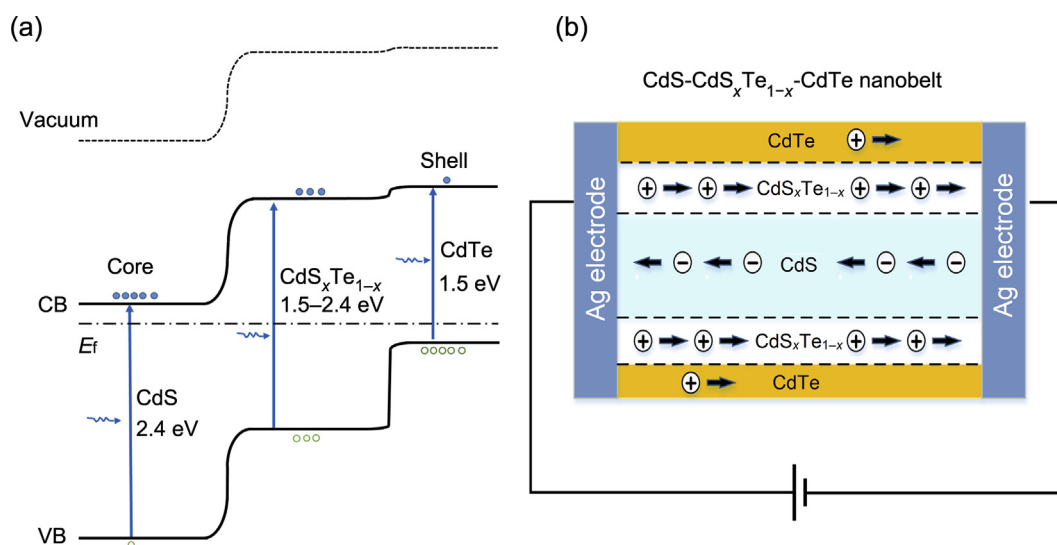 (a)
Vacuum
Shell
Core
CdTe
1.5 eV
CdSₓTe₁₋ₓ
1.5–2.4 eV
CB
Ef
CdS
2.4 eV
VB
(b)
CdS-CdSₓTe₁₋ₓ-CdTe nanobelt
Ag electrode
CdTe
+
+ + CdSₓTe₁₋ₓ + +
CdS
− − − −
+ + CdSₓTe₁₋ₓ + +
+
CdTe
Ag electrode